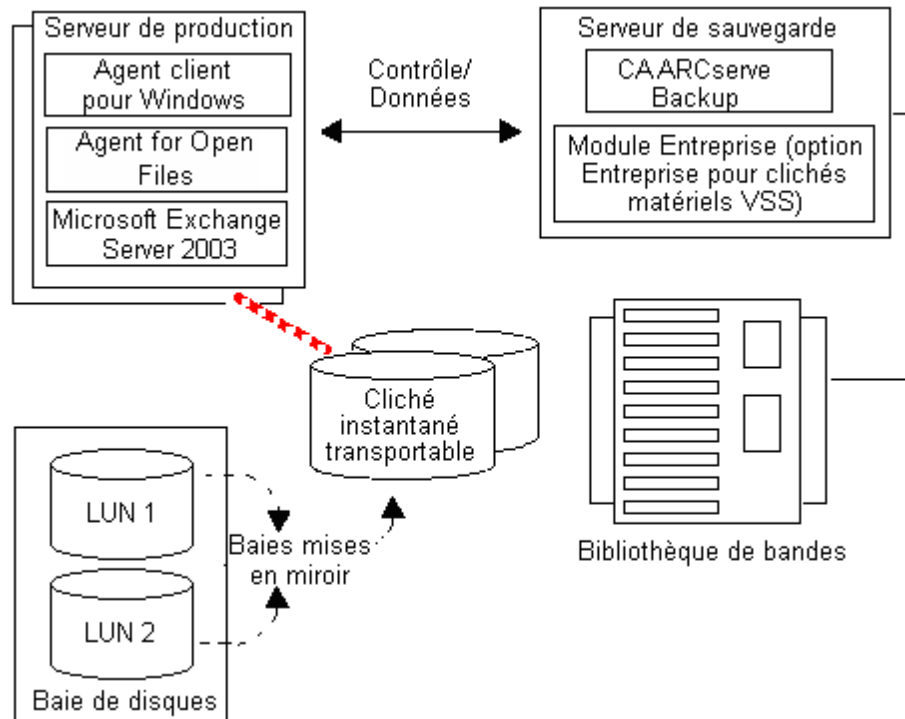 Serveur de production
Agent client
pour Windows
Agent for Open
Files
Microsoft Exchange
Server 2003
Contrôle/
Données
Serveur de sauvegarde
CA ARCserve
Backup
Module Entreprise (option
Entreprise pour clichés
matériels VSS)
Cliché
instantané
transportable
LUN 1
LUN 2
Baies mises
en miroir
Baie de disques
Bibliothèque de bandes